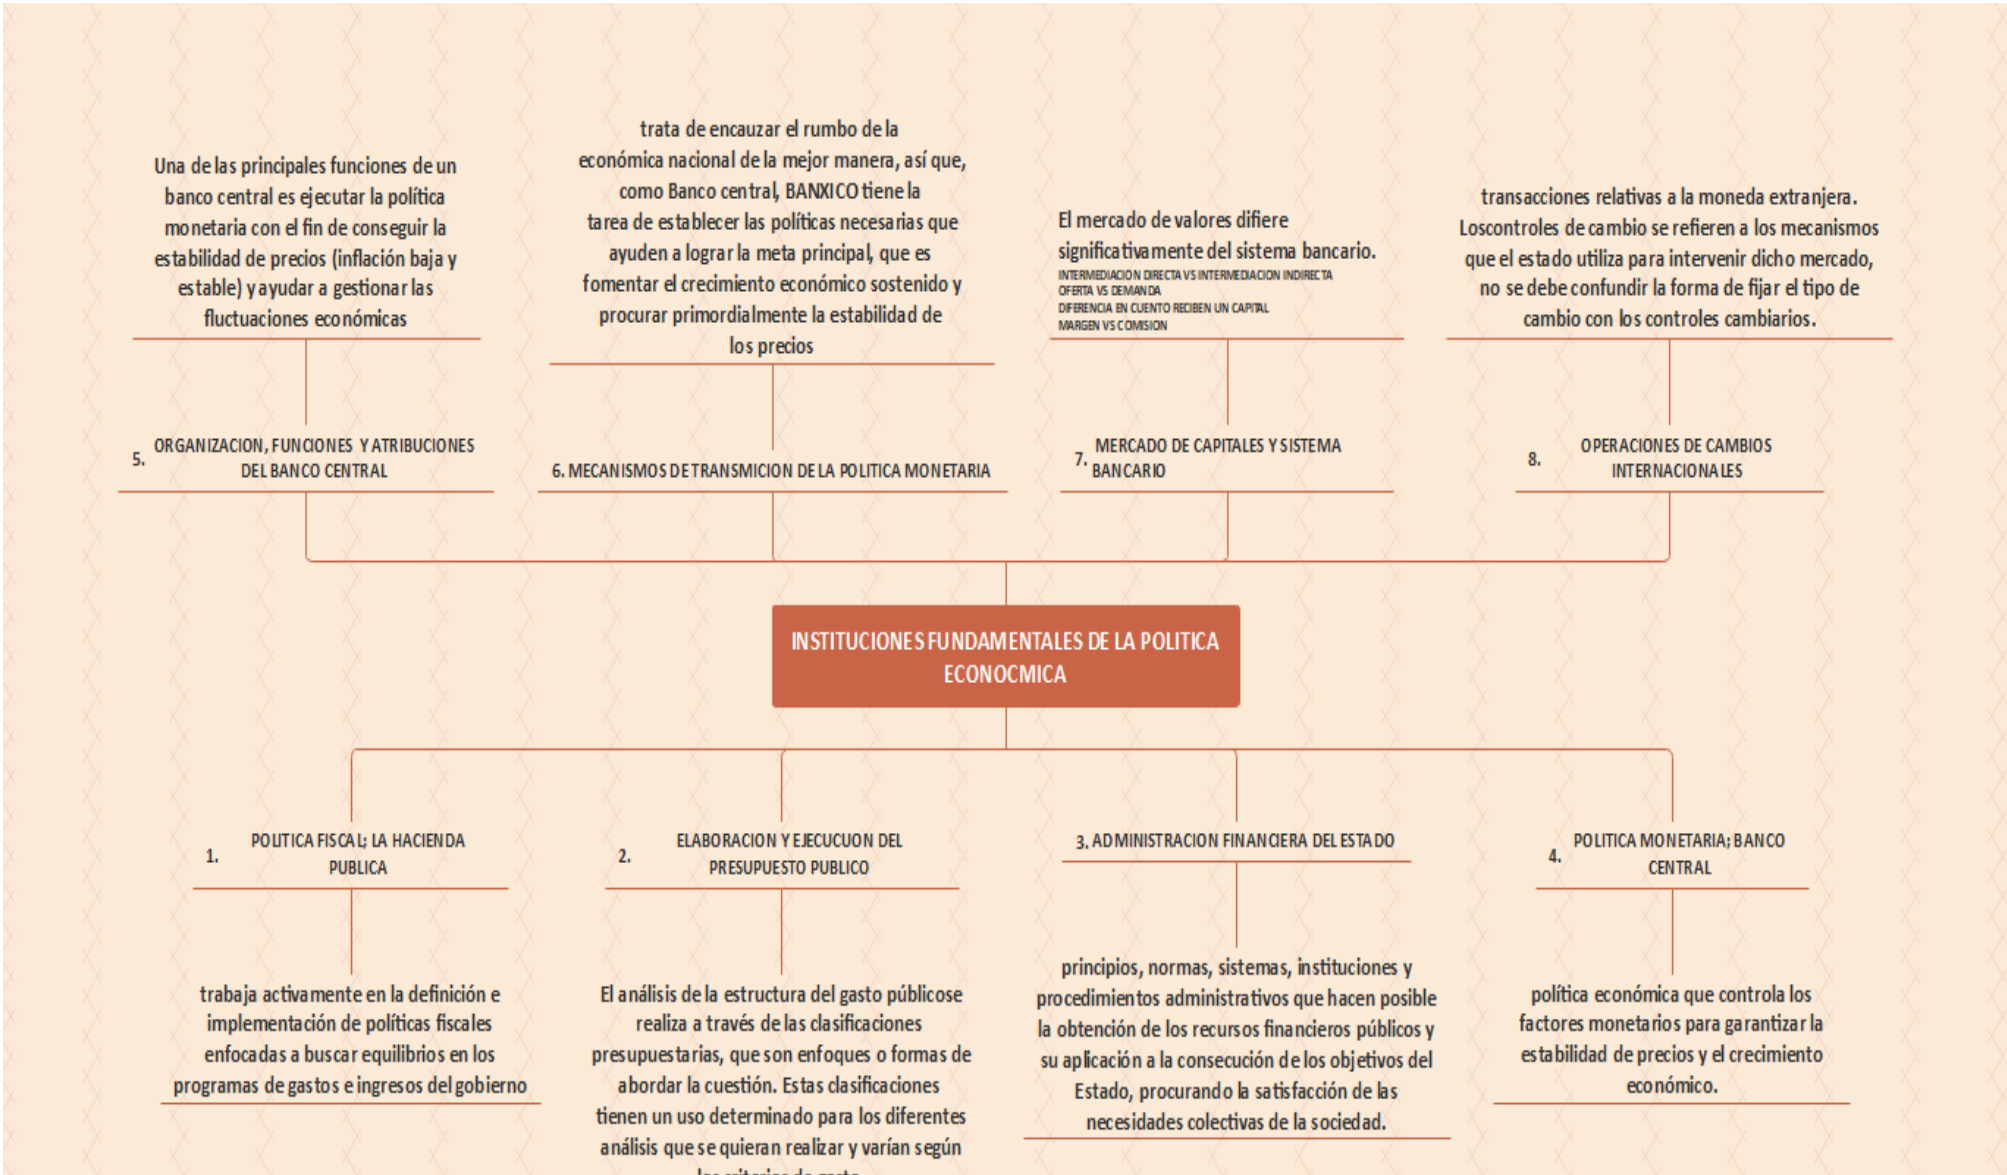 Una de las principales funciones de un
banco central es ejecutar la política
monetaria con el fin de conseguir la
estabilidad de precios (inflación baja y
estable) y ayudar a gestionar las
fluctuaciones económicas
trata de encauzar el rumbo de la
económica nacional de la mejor manera, así que,
como Banco central, BANXICO tiene la
tarea de establecer las políticas necesarias que
ayuden a lograr la meta principal, que es
fomentar el crecimiento económico sostenido y
procurar primordialmente la estabilidad de
los precios
El mercado de valores difiere
significativamente del sistema bancario.
INTERMEDIACION DIRECTA VS INTERMEDIACION INDIRECTA
OFERTA VS DEMANDA
DIFERENCIA EN CUENTO RECIBEN UN CAPITAL
MARGEN VS COMISION
transacciones relativas a la moneda extranjera.
Loscontroles de cambio se refieren a los mecanismos
que el estado utiliza para intervenir dicho mercado,
no se debe confundir la forma de fijar el tipo de
cambio con los controles cambiarios.
5. ORGANIZACION, FUNCIONES Y ATRIBUCIONES
DEL BANCO CENTRAL
6. MECANISMOS DE TRANSMICION DE LA POLITICA MONETARIA
7. MERCADO DE CAPITALES Y SISTEMA
BANCARIO
8. OPERACIONES DE CAMBIOS
INTERNACIONALES
INSTITUCIONES FUNDAMENTALES DE LA POLITICA
ECONOCMICA
1. POLITICA FISCAL; LA HACIENDA
PUBLICA
2. ELABORACION Y EJECUCUON DEL
PRESUPUESTO PUBLICO
3. ADMINISTRACION FINANCIERA DEL ESTADO
4. POLITICA MONETARIA; BANCO
CENTRAL
trabaja activamente en la definición e
implementación de políticas fiscales
enfocadas a buscar equilibrios en los
programas de gastos e ingresos del gobierno
El análisis de la estructura del gasto públicose
realiza a través de las clasificaciones
presupuestarias, que son enfoques o formas de
abordar la cuestión. Estas clasificaciones
tienen un uso determinado para los diferentes
análisis que se quieran realizar y varían según
principios, normas, sistemas, instituciones y
procedimientos administrativos que hacen posible
la obtención de los recursos financieros públicos y
su aplicación a la consecución de los objetivos del
Estado, procurando la satisfacción de las
necesidades colectivas de la sociedad.
política económica que controla los
factores monetarios para garantizar la
estabilidad de precios y el crecimiento
económico.